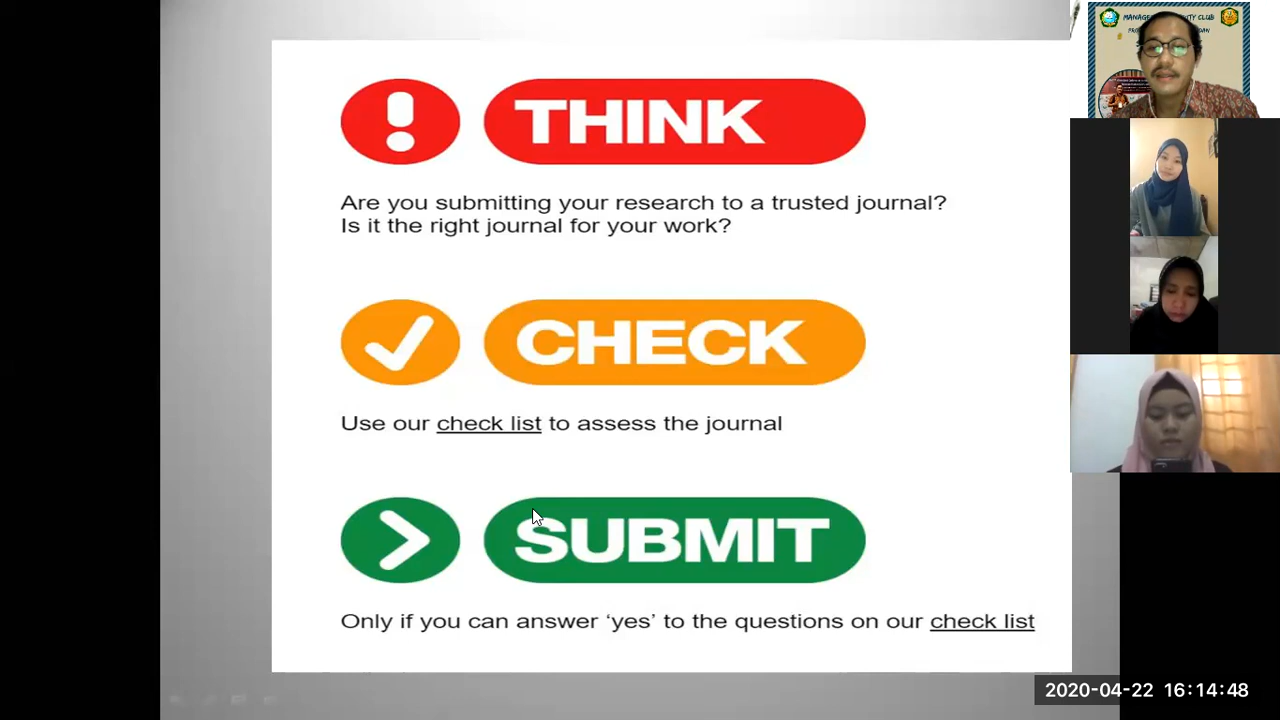 THINK
Are you submitting your research to a trusted journal?
Is it the right journal for your work?
CHECK
Use our check list to assess the journal
SUBMIT
Only if you can answer ‘yes’ to the questions on our check list
2020-04-22 16:14:48